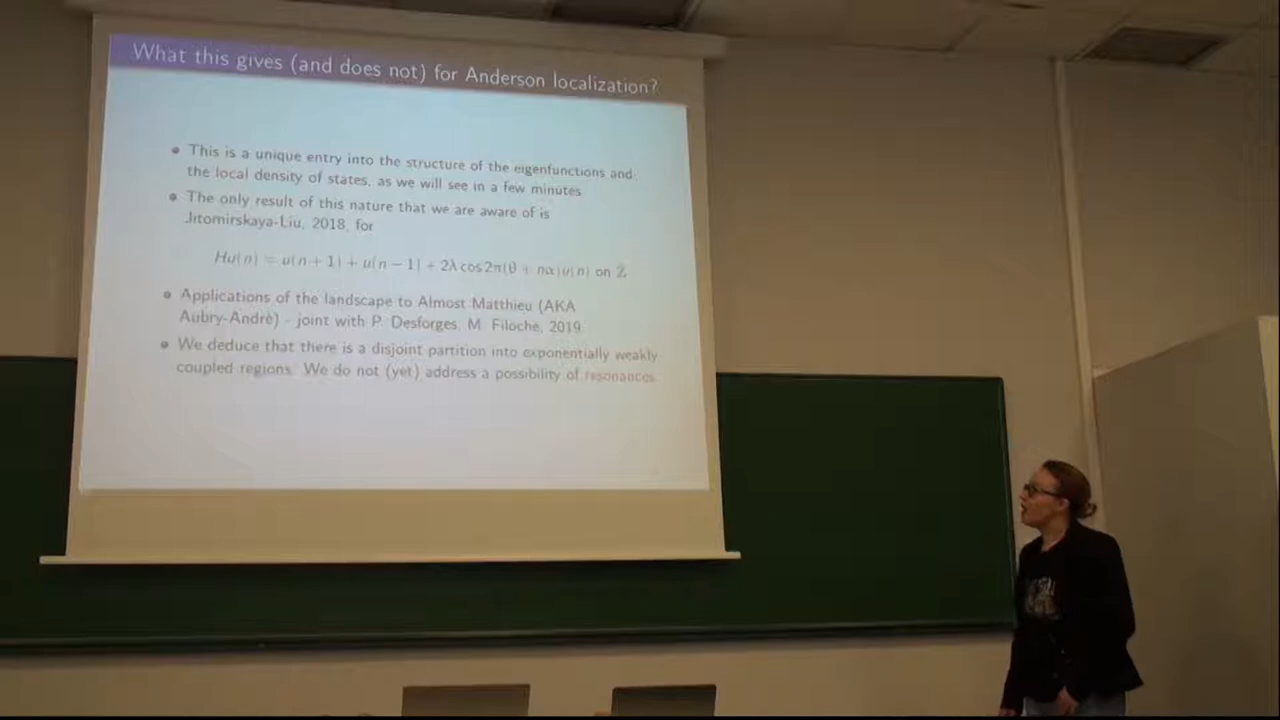 What this gives (and does not) for Anderson localization?
This is a unique entry into the structure of the eigenfunctions and
the local density of states, as we will see in a few minutes
The only result of this nature that we are aware of is
Jitomirskaya-Liu, 2018, for
Hu(n) = u(n + 1) + u(n − 1) + 2λ cos 2π(θ + nα)u(n) on ℤ
Applications of the landscape to Almost Matthieu (AKA
Aubry-André) - joint with P. Desforges, M. Filoche, 2019.
We deduce that there is a disjoint partition into exponentially weakly
coupled regions. We do not (yet) address a possibility of resonances.